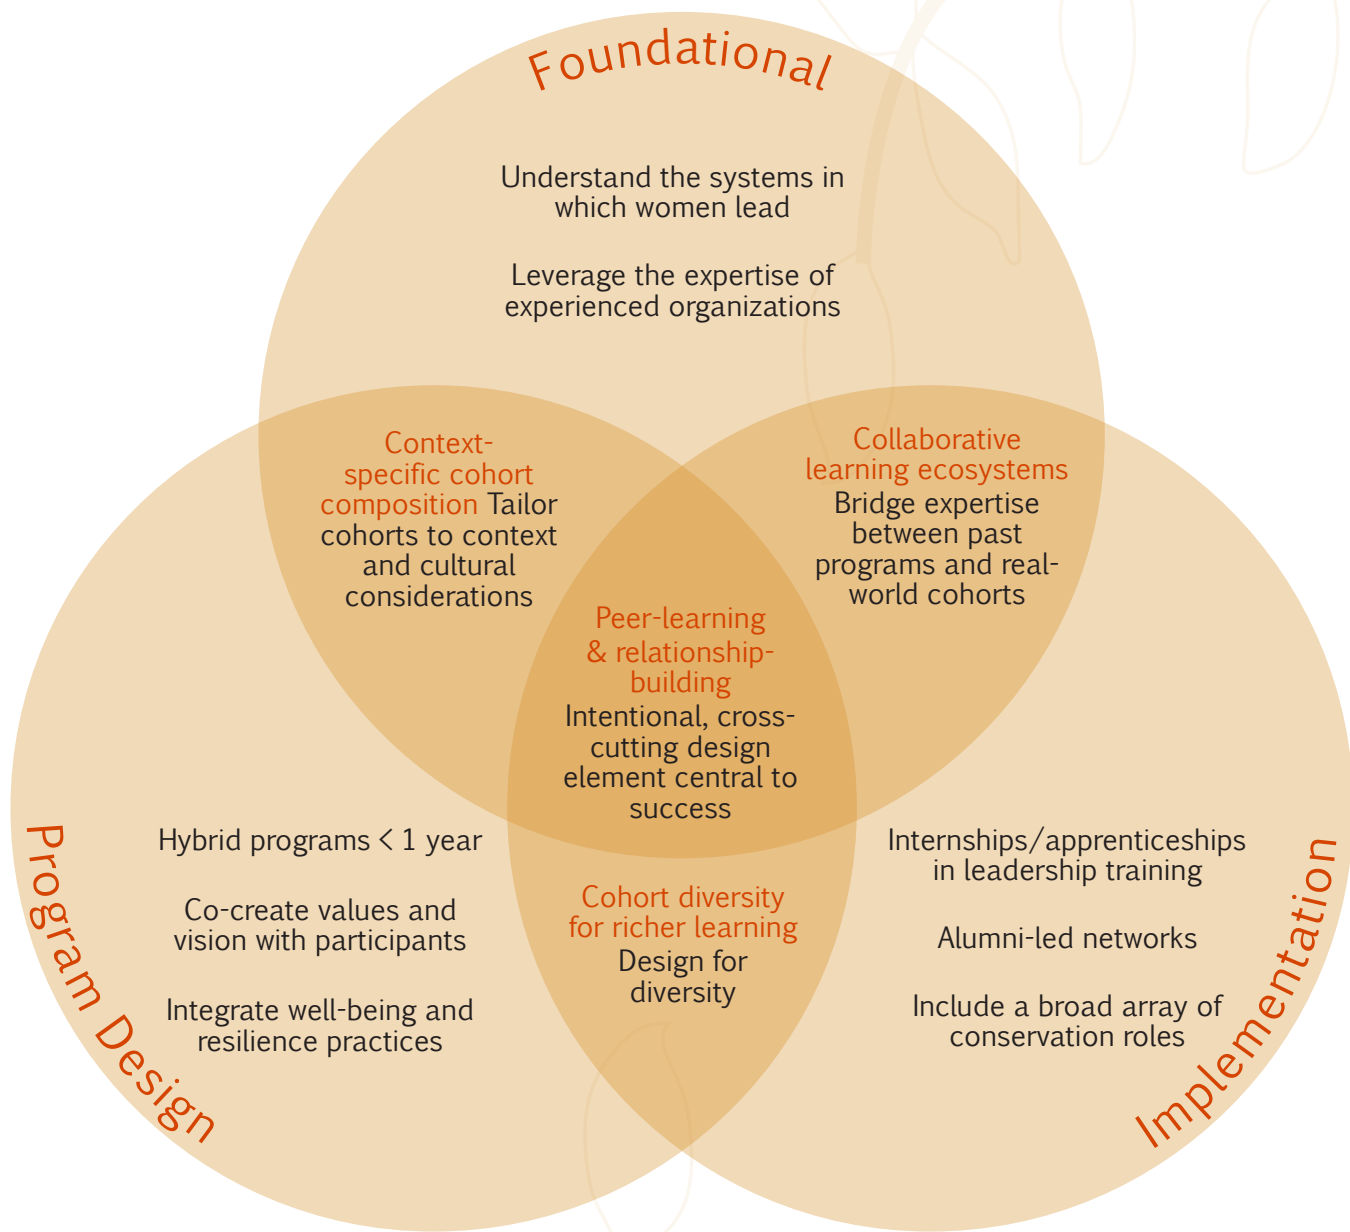 Foundational
Understand the systems in
which women lead
Leverage the expertise of
experienced organizations
Context-
specific cohort
composition Tailor
cohorts to context
and cultural
considerations
Collaborative
learning ecosystems
Bridge expertise
between past
programs and real-
world cohorts
Peer-learning
& relationship-
building
Intentional, cross-
cutting design
element central to
success
Program Design
Hybrid programs < 1 year
Co-create values and
vision with participants
Integrate well-being and
resilience practices
Cohort diversity
for richer learning
Design for
diversity
Implementation
Internships/apprenticeships
in leadership training
Alumni-led networks
Include a broad array of
conservation roles